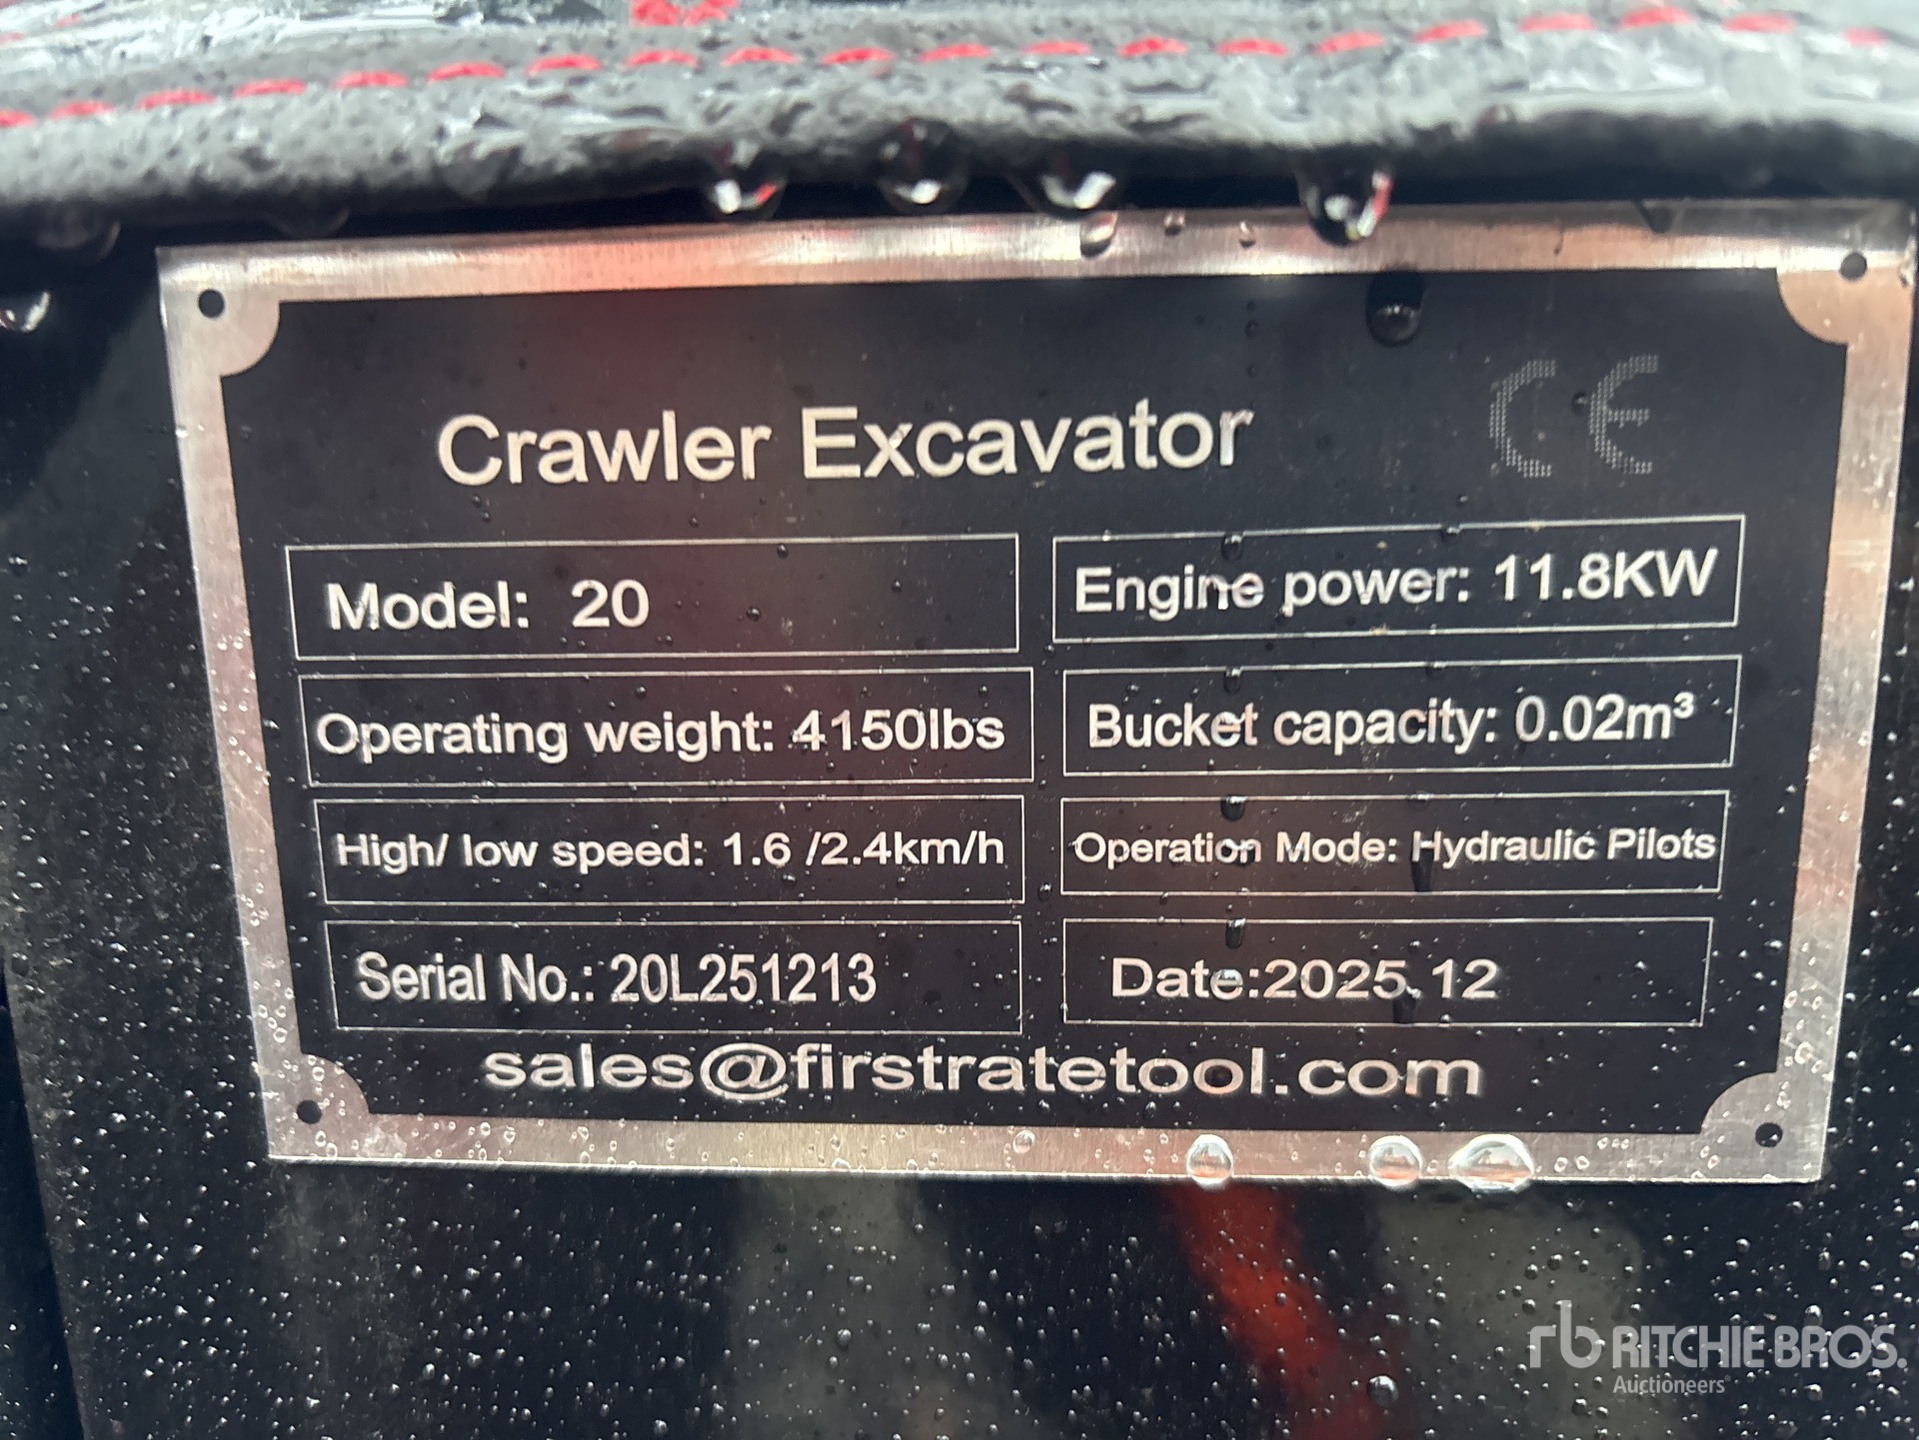 CE
Crawler Excavator
Model: 20
Engine power: 11.8KW
Operating weight: 4150lbs
Bucket capacity: 0.02m³
High/ low speed: 1.6 /2.4km/h
Operation Mode: Hydraulic Pilots
Serial No.: 20L251213
Date:2025.12
sales@firstratetool.com
rb RITCHIE BROS.
Auctioneers